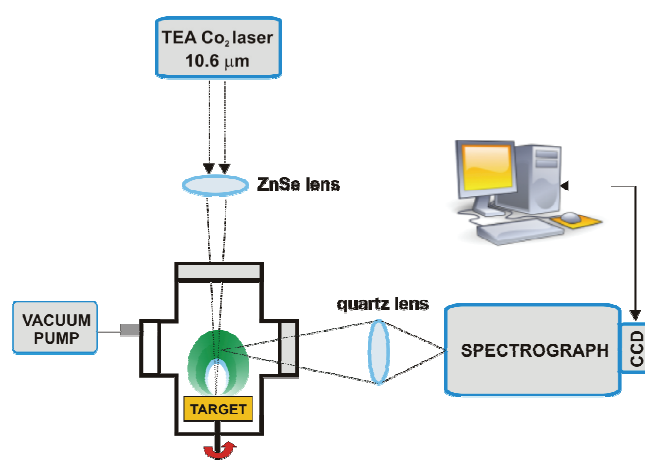 TEA Co₂ laser
10.6 µm
ZnSe lens
quartz lens
VACUUM
PUMP
SPECTROGRAPH
CCD
TARGET